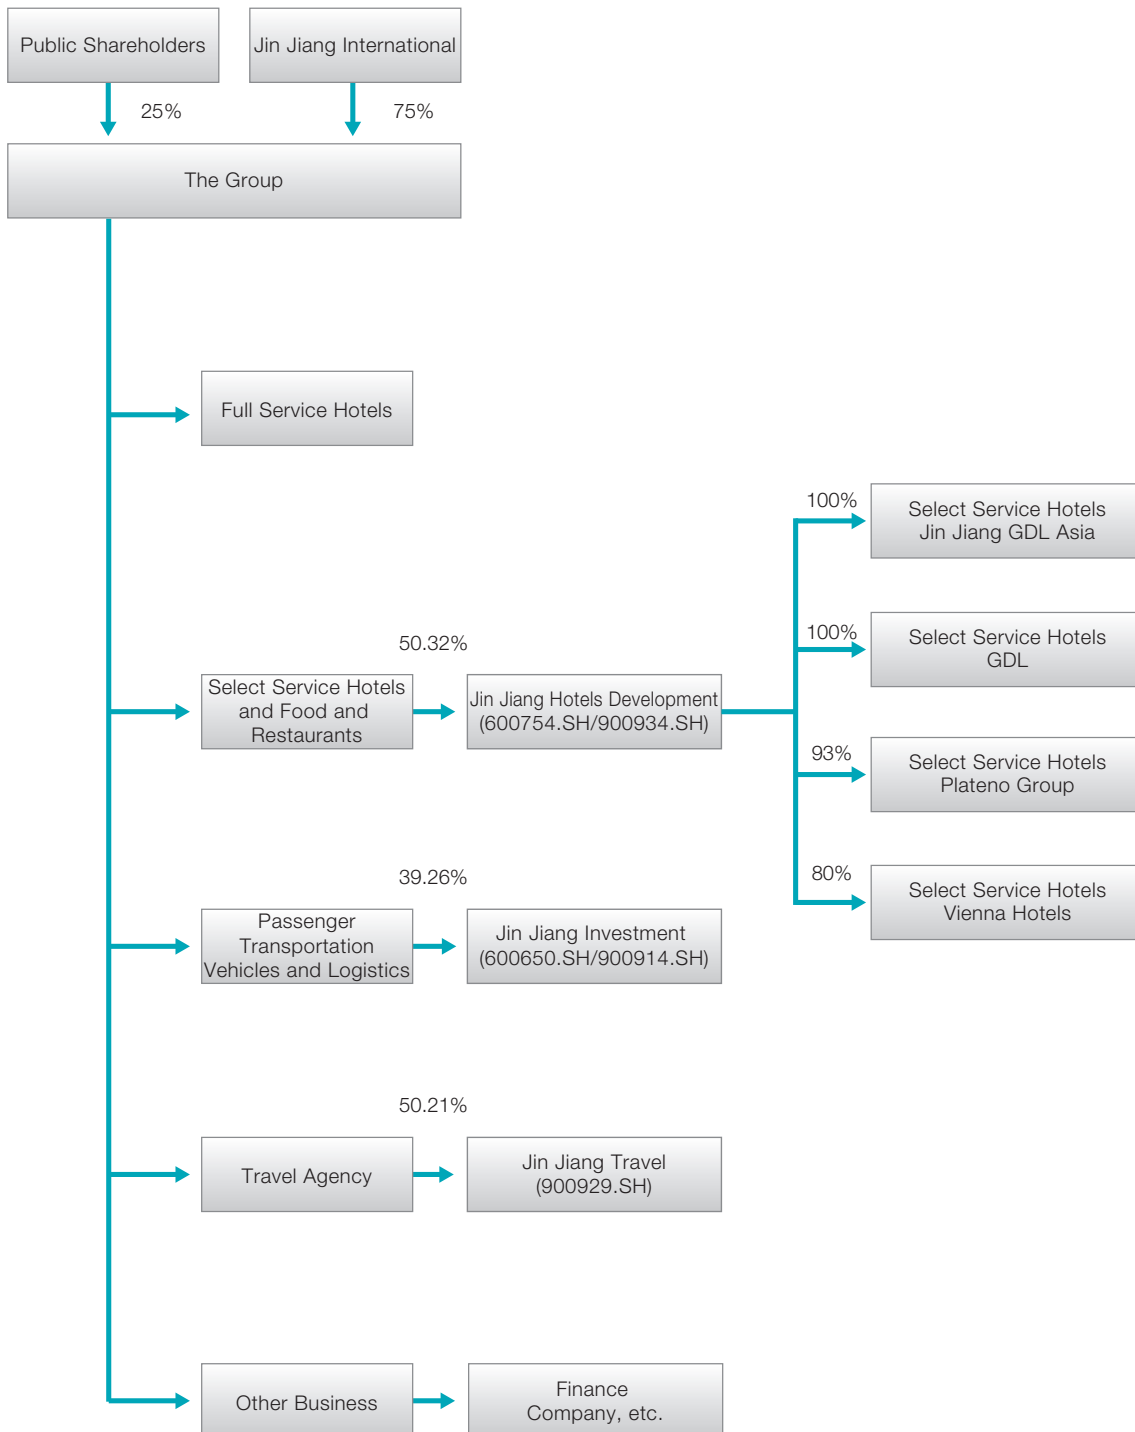 Public Shareholders
Jin Jiang International
25%
75%
The Group
Full Service Hotels
100%
Select Service Hotels
Jin Jiang GDL Asia
100%
Select Service Hotels
GDL
50.32%
Select Service Hotels
and Food and
Restaurants
Jin Jiang Hotels Development
(600754.SH/900934.SH)
93%
Select Service Hotels
Plateno Group
80%
Select Service Hotels
Vienna Hotels
39.26%
Passenger
Transportation
Vehicles and Logistics
Jin Jiang Investment
(600650.SH/900914.SH)
50.21%
Travel Agency
Jin Jiang Travel
(900929.SH)
Other Business
Finance
Company, etc.